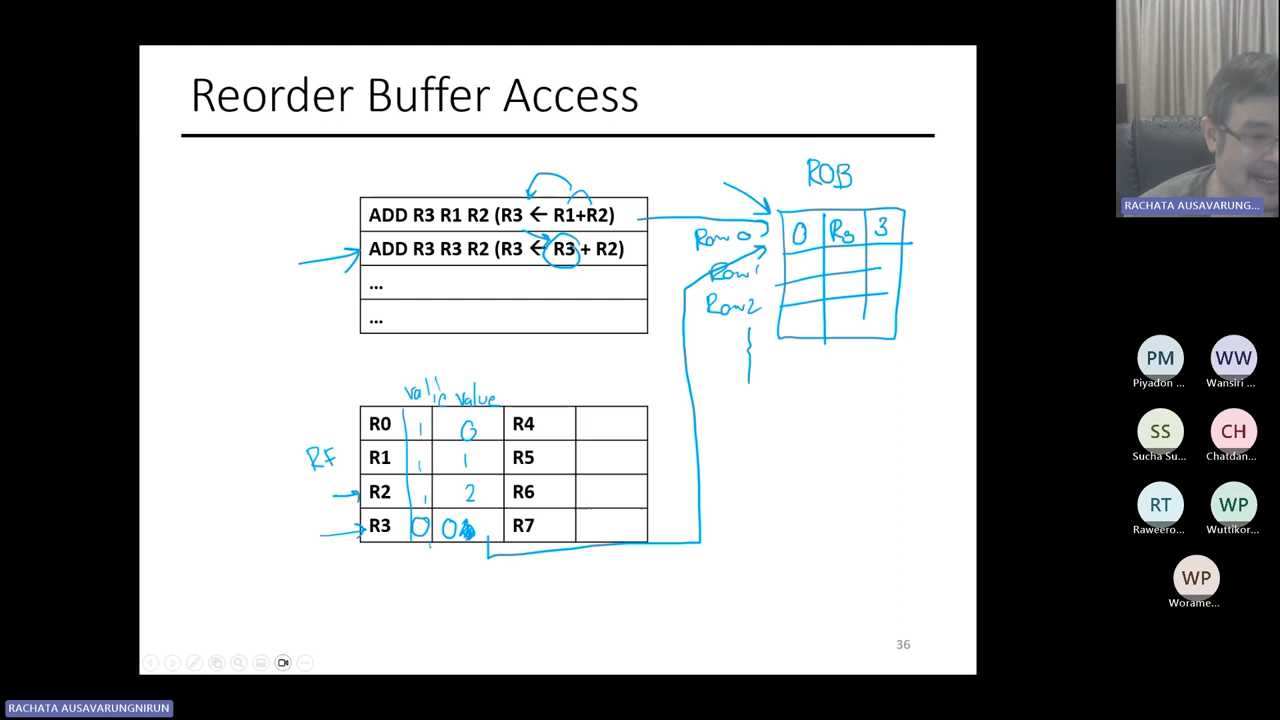 Reorder Buffer Access
ROB
ADD R3 R1 R2 (R3 ← R1+R2)
ADD R3 R3 R2 (R3 ← R3 + R2)
...
...
Row 0 0 R3 3
Row 1
Row 2
value
RF
R0 1 0 R4
R1 1 1 R5
R2 1 2 R6
R3 0 0 R7
36
RACHATA AUSAVARUNG...
PM
Piyadon ...
WW
Wansiri ...
SS
Sucha Su...
CH
Chatdan...
RT
Raweero...
WP
Wuttikor...
WP
Worame...
RACHATA AUSAVARUNGNIRUN